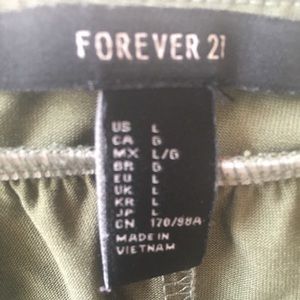 FOREVER 21
US L
CA G
MX L/G
BR G
EU L
UK L
KR L
JP L
CN 170/98A
MADE IN
VIETNAM